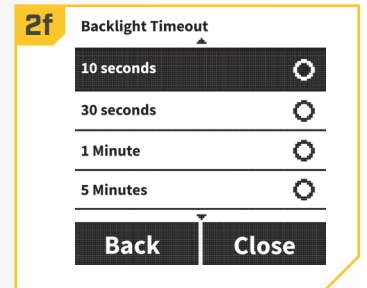 2f
Backlight Timeout
10 seconds
30 seconds
1 Minute
5 Minutes
Back Close